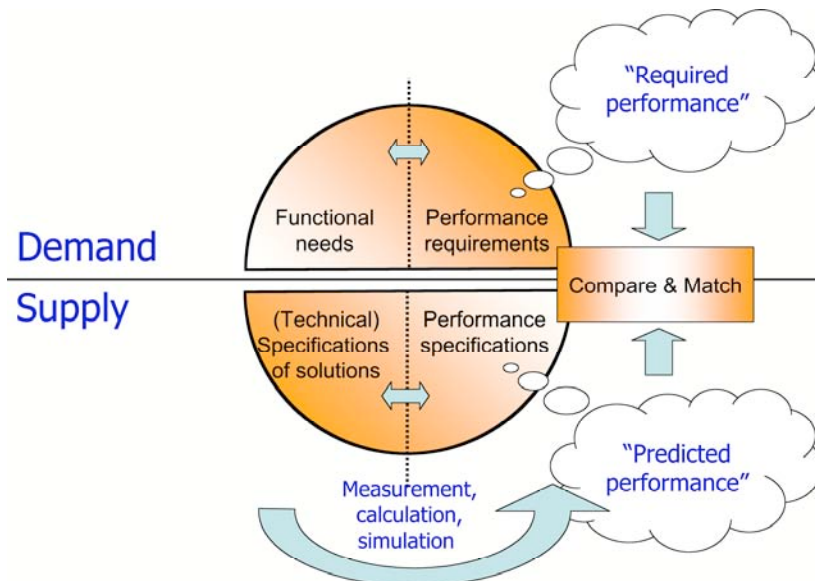 “Required
performance”
Functional
needs
Performance
requirements
Demand
Compare & Match
Supply
(Technical)
Specifications
of solutions
Performance
specifications
“Predicted
performance”
Measurement,
calculation,
simulation